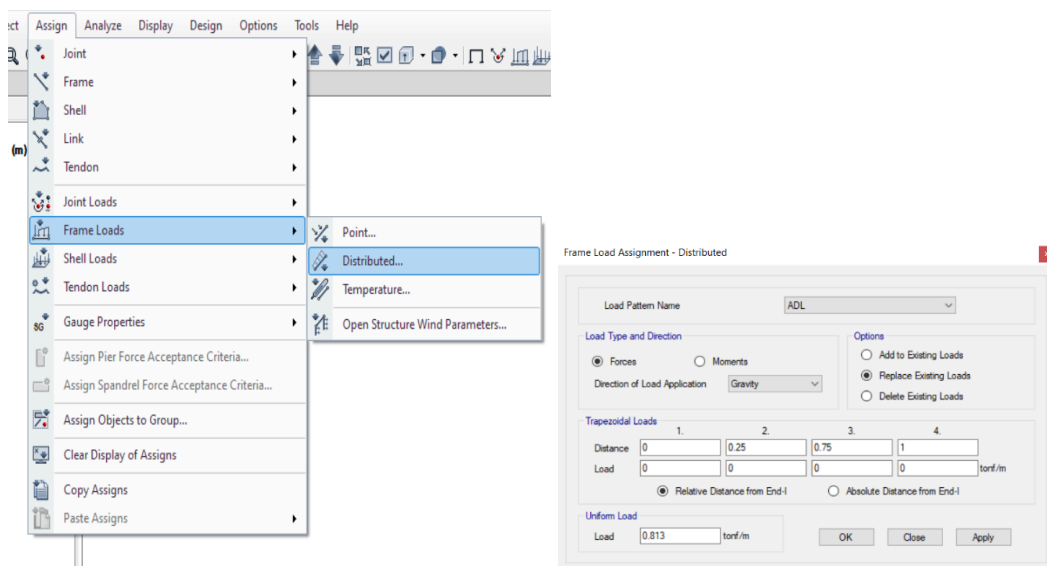 ect Assign Analyze Display Design Options Tools Help
Joint
Frame
Shell
(m) Link
Tendon
Joint Loads
Frame Loads
Shell Loads
Tendon Loads
SG Gauge Properties
Assign Pier Force Acceptance Criteria...
Assign Spandrel Force Acceptance Criteria...
Assign Objects to Group...
Clear Display of Assigns
Copy Assigns
Paste Assigns
Point...
Distributed...
Temperature...
Open Structure Wind Parameters...
Frame Load Assignment - Distributed
Load Pattern Name ADL
Load Type and Direction
Forces Moments
Direction of Load Application Gravity
Options
Add to Existing Loads
Replace Existing Loads
Delete Existing Loads
Trapezoidal Loads
1. 2. 3. 4.
Distance 0 0.25 0.75 1
Load 0 0 0 0 tonf/m
Relative Distance from End-I Absolute Distance from End-I
Uniform Load
Load 0.813 tonf/m
OK Close Apply